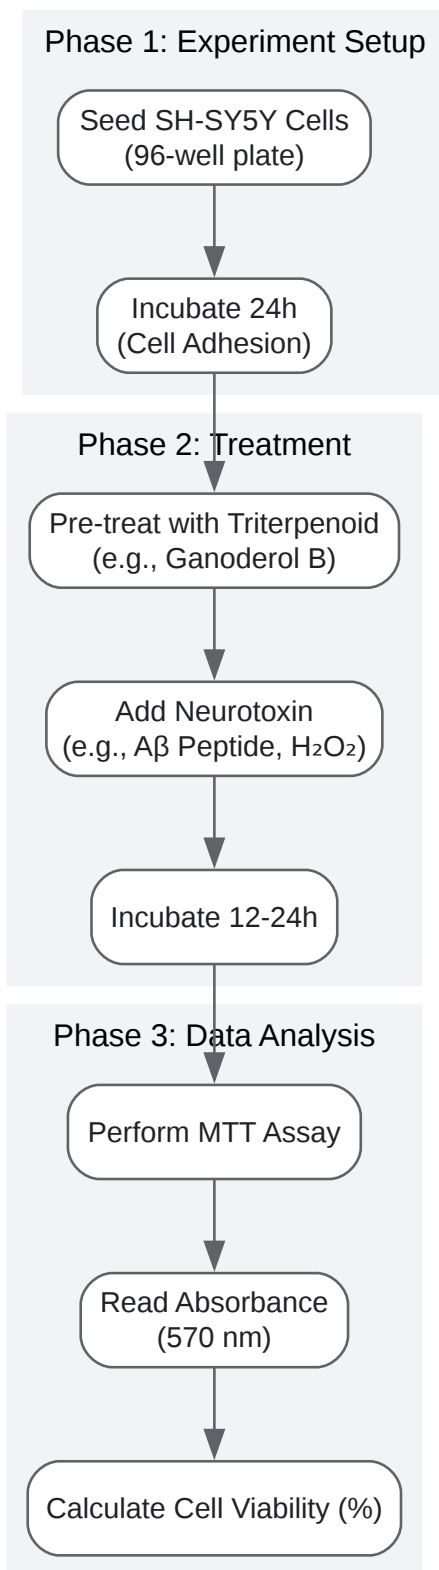 Phase 1: Experiment Setup
Seed SH-SY5Y Cells
(96-well plate)
Incubate 24h
(Cell Adhesion)
Phase 2: Treatment
Pre-treat with Triterpenoid
(e.g., Ganoderol B)
Add Neurotoxin
(e.g., Aβ Peptide, H₂O₂)
Incubate 12-24h
Phase 3: Data Analysis
Perform MTT Assay
Read Absorbance
(570 nm)
Calculate Cell Viability (%)